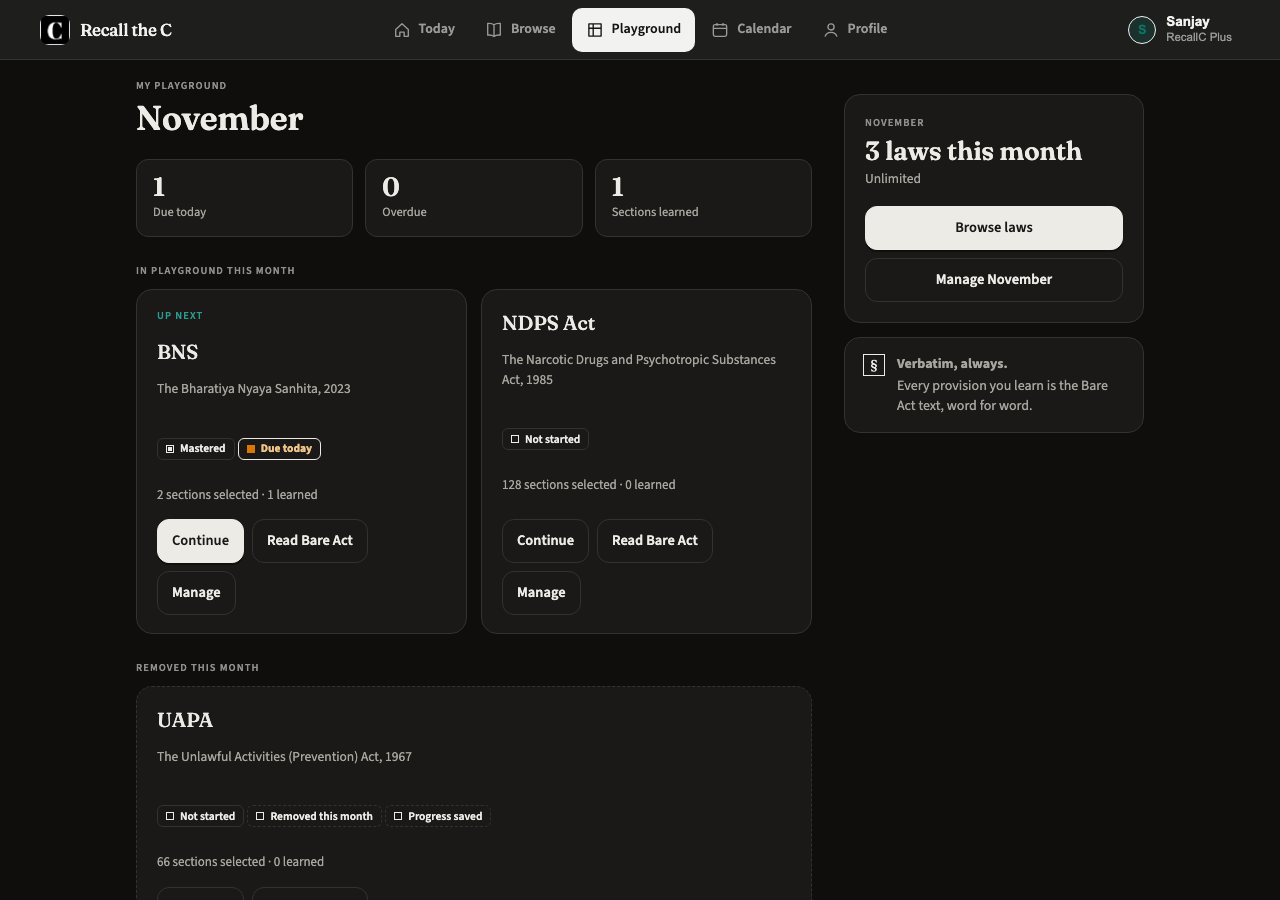 C
Recall the C
Today
Browse
Playground
Calendar
Profile
S
Sanjay
RecallC Plus
MY PLAYGROUND
November
1
Due today
0
Overdue
1
Sections learned
IN PLAYGROUND THIS MONTH
UP NEXT
BNS
The Bharatiya Nyaya Sanhita, 2023
Mastered
Due today
2 sections selected · 1 learned
Continue
Read Bare Act
Manage
NDPS Act
The Narcotic Drugs and Psychotropic Substances
Act, 1985
Not started
128 sections selected · 0 learned
Continue
Read Bare Act
Manage
REMOVED THIS MONTH
UAPA
The Unlawful Activities (Prevention) Act, 1967
Not started
Removed this month
Progress saved
66 sections selected · 0 learned
NOVEMBER
3 laws this month
Unlimited
Browse laws
Manage November
§
Verbatim, always.
Every provision you learn is the Bare
Act text, word for word.